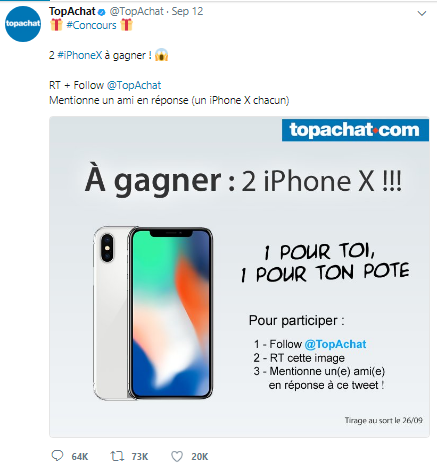 topachat
TopAchat @TopAchat · Sep 12
🎁 #Concours 🎁
2 #iPhoneX à gagner ! 😱
RT + Follow @TopAchat
Mentionne un ami en réponse (un iPhone X chacun)
topachat.com
À gagner : 2 iPhone X !!!
1 POUR TOI,
1 POUR TON POTE
Pour participer :
1 - Follow @TopAchat
2 - RT cette image
3 - Mentionne un(e) ami(e)
en réponse à ce tweet !
Tirage au sort le 26/09
64K 73K 20K